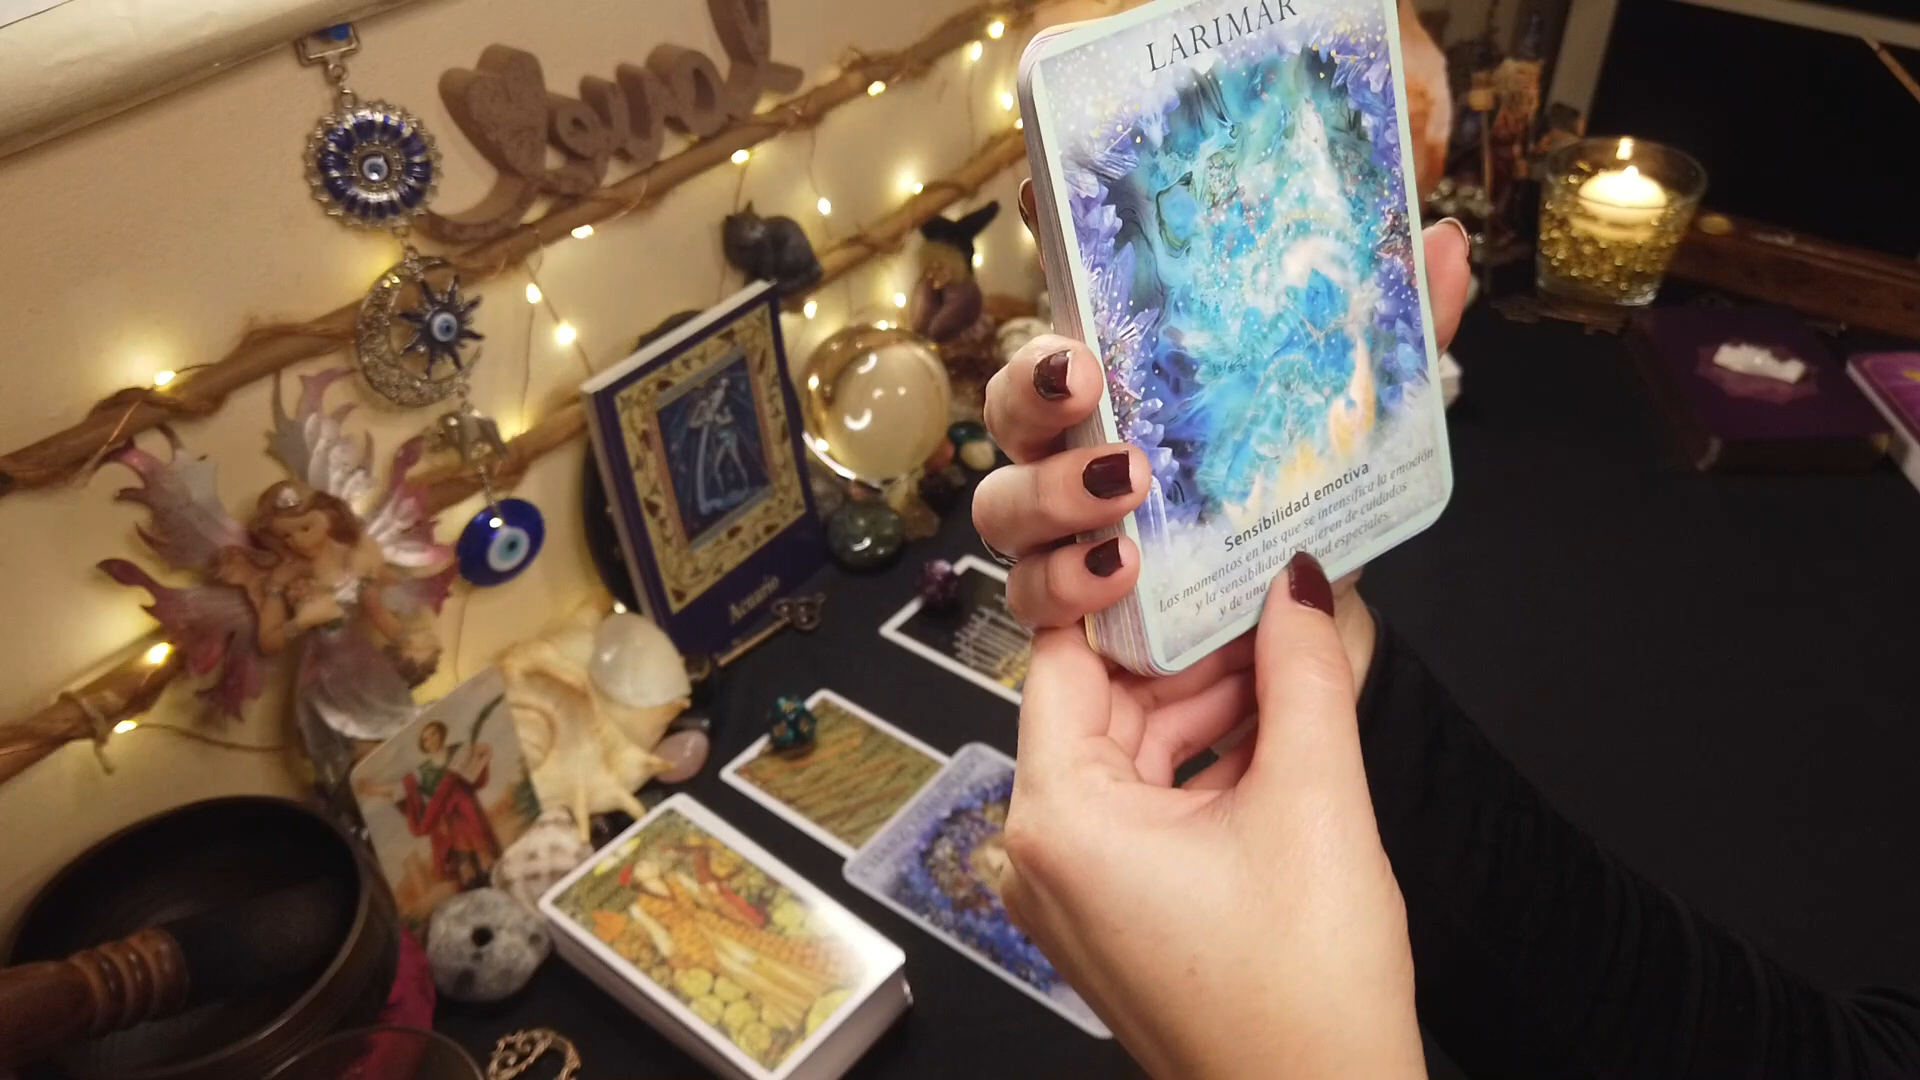 LARIMAR
Sensibilidad emotiva
Los momentos en los que se intensifica la emoción
y la sensibilidad requieren de cuidados
y de una especiales.
Acuario